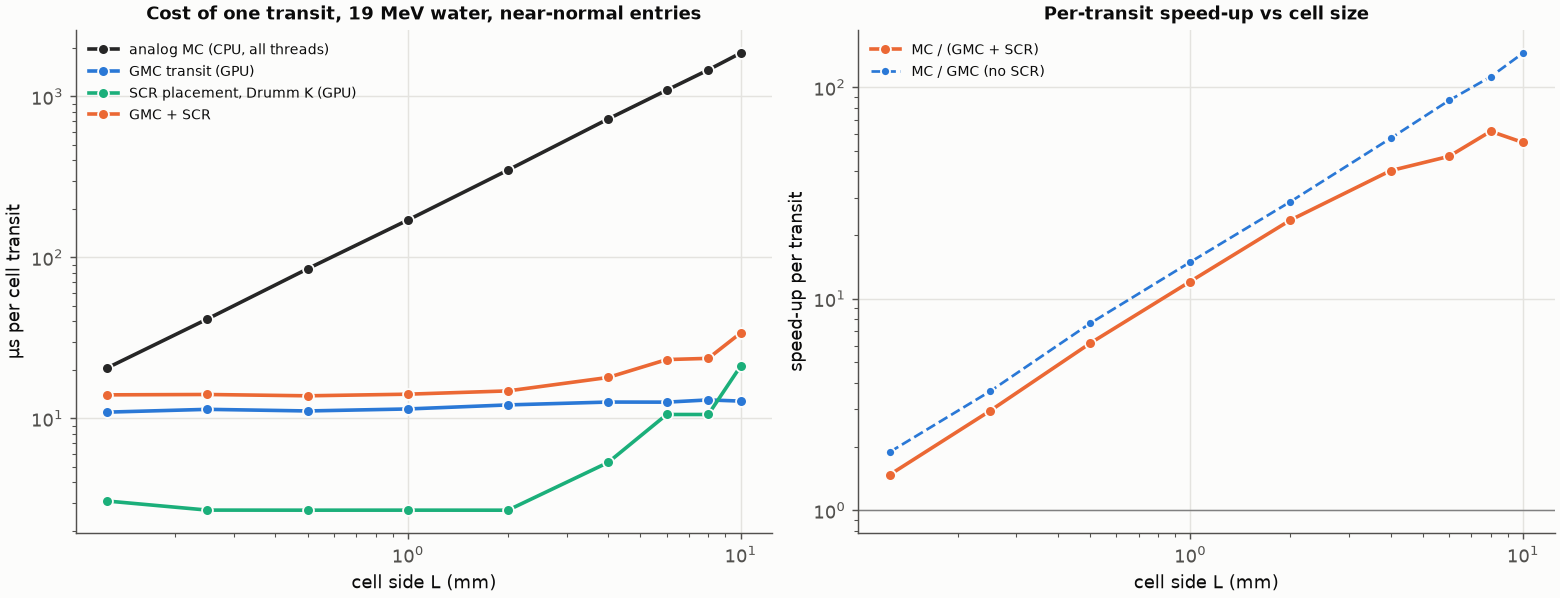 Cost of one transit, 19 MeV water, near-normal entries
analog MC (CPU, all threads)
GMC transit (GPU)
SCR placement, Drumm K (GPU)
GMC + SCR
µs per cell transit
10³
10²
10¹
10⁰
10¹
cell side L (mm)
Per-transit speed-up vs cell size
MC / (GMC + SCR)
MC / GMC (no SCR)
speed-up per transit
10²
10¹
10⁰
10⁰
10¹
cell side L (mm)